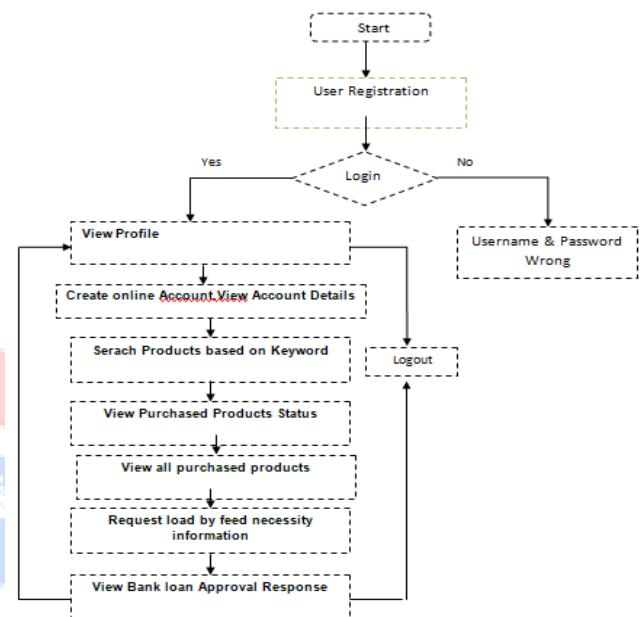 Start
User Registration
Yes
Login
No
View Profile
Username & Password
Wrong
Create online Account,View Account Details
Serach Products based on Keyword
Logout
View Purchased Products Status
View all purchased products
Request load by feed necessity
information
View Bank loan Approval Response